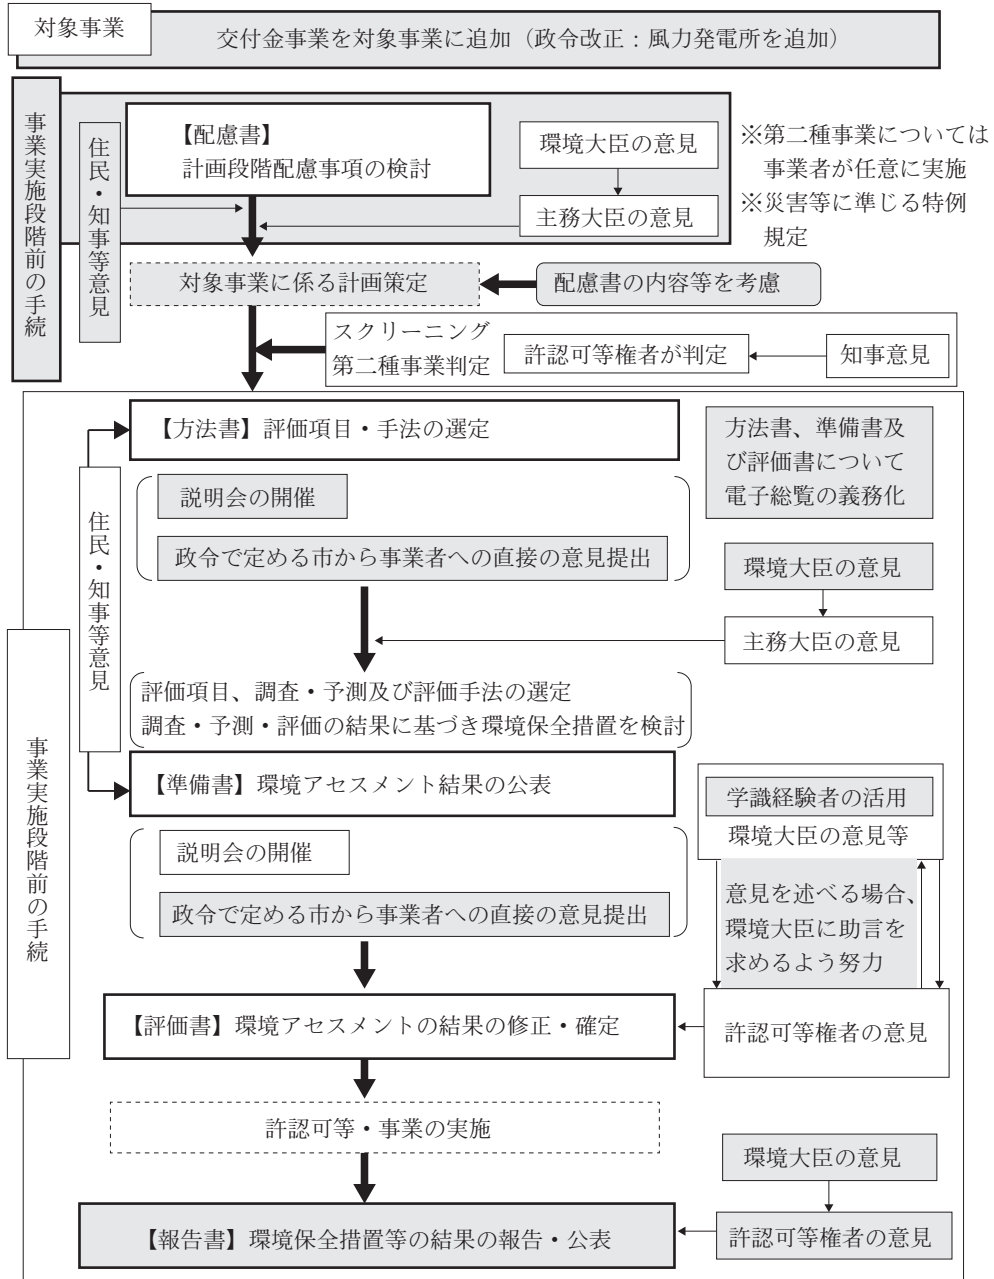 対象事業
交付金事業を対象事業に追加（政令改正：風力発電所を追加）
事業実施段階前の手続
住民・知事等意見
【配慮書】
計画段階配慮事項の検討
環境大臣の意見
主務大臣の意見
※第二種事業については
事業者が任意に実施
※災害等に準じる特例
規定
対象事業に係る計画策定
配慮書の内容等を考慮
スクリーニング
第二種事業判定
許認可等権者が判定
知事意見
事業実施段階前の手続
住民・知事等意見
【方法書】評価項目・手法の選定
説明会の開催
政令で定める市から事業者への直接の意見提出
方法書、準備書及
び評価書について
電子総覧の義務化
環境大臣の意見
主務大臣の意見
評価項目、調査・予測及び評価手法の選定
調査・予測・評価の結果に基づき環境保全措置を検討
【準備書】環境アセスメント結果の公表
説明会の開催
政令で定める市から事業者への直接の意見提出
学識経験者の活用
環境大臣の意見等
意見を述べる場合、
環境大臣に助言を
求めるよう努力
許認可等権者の意見
【評価書】環境アセスメントの結果の修正・確定
許認可等・事業の実施
環境大臣の意見
許認可等権者の意見
【報告書】環境保全措置等の結果の報告・公表